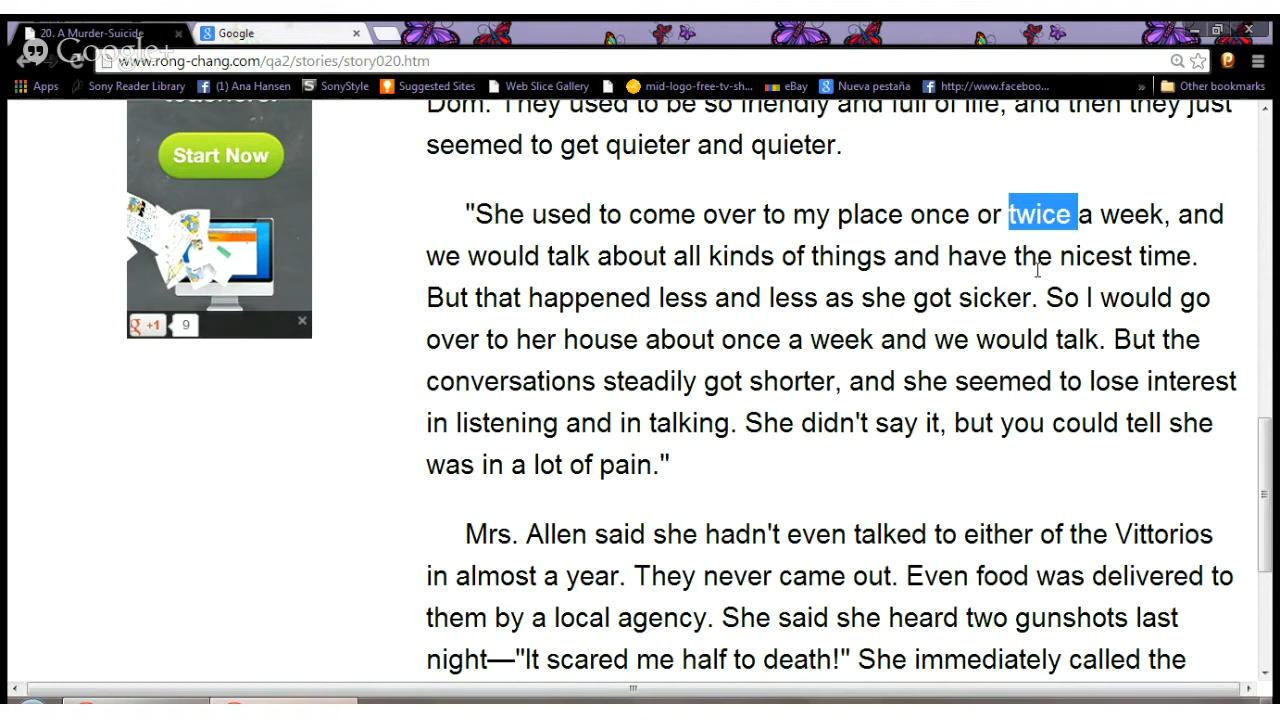 20. A Murder-Suicide
Google
Google+
www.rong-chang.com/qa2/stories/story020.htm
Apps Sony Reader Library (1) Ana Hansen SonyStyle Suggested Sites Web Slice Gallery mid-logo-free-tv-sh... eBay Nueva pestaña http://www.faceboo... » Other bookmarks
teachers.
Start Now
+1 9
Dom. They used to be so friendly and full of life, and then they just
seemed to get quieter and quieter.
"She used to come over to my place once or twice a week, and
we would talk about all kinds of things and have the nicest time.
But that happened less and less as she got sicker. So I would go
over to her house about once a week and we would talk. But the
conversations steadily got shorter, and she seemed to lose interest
in listening and in talking. She didn't say it, but you could tell she
was in a lot of pain."
Mrs. Allen said she hadn't even talked to either of the Vittorios
in almost a year. They never came out. Even food was delivered to
them by a local agency. She said she heard two gunshots last
night—"It scared me half to death!" She immediately called the